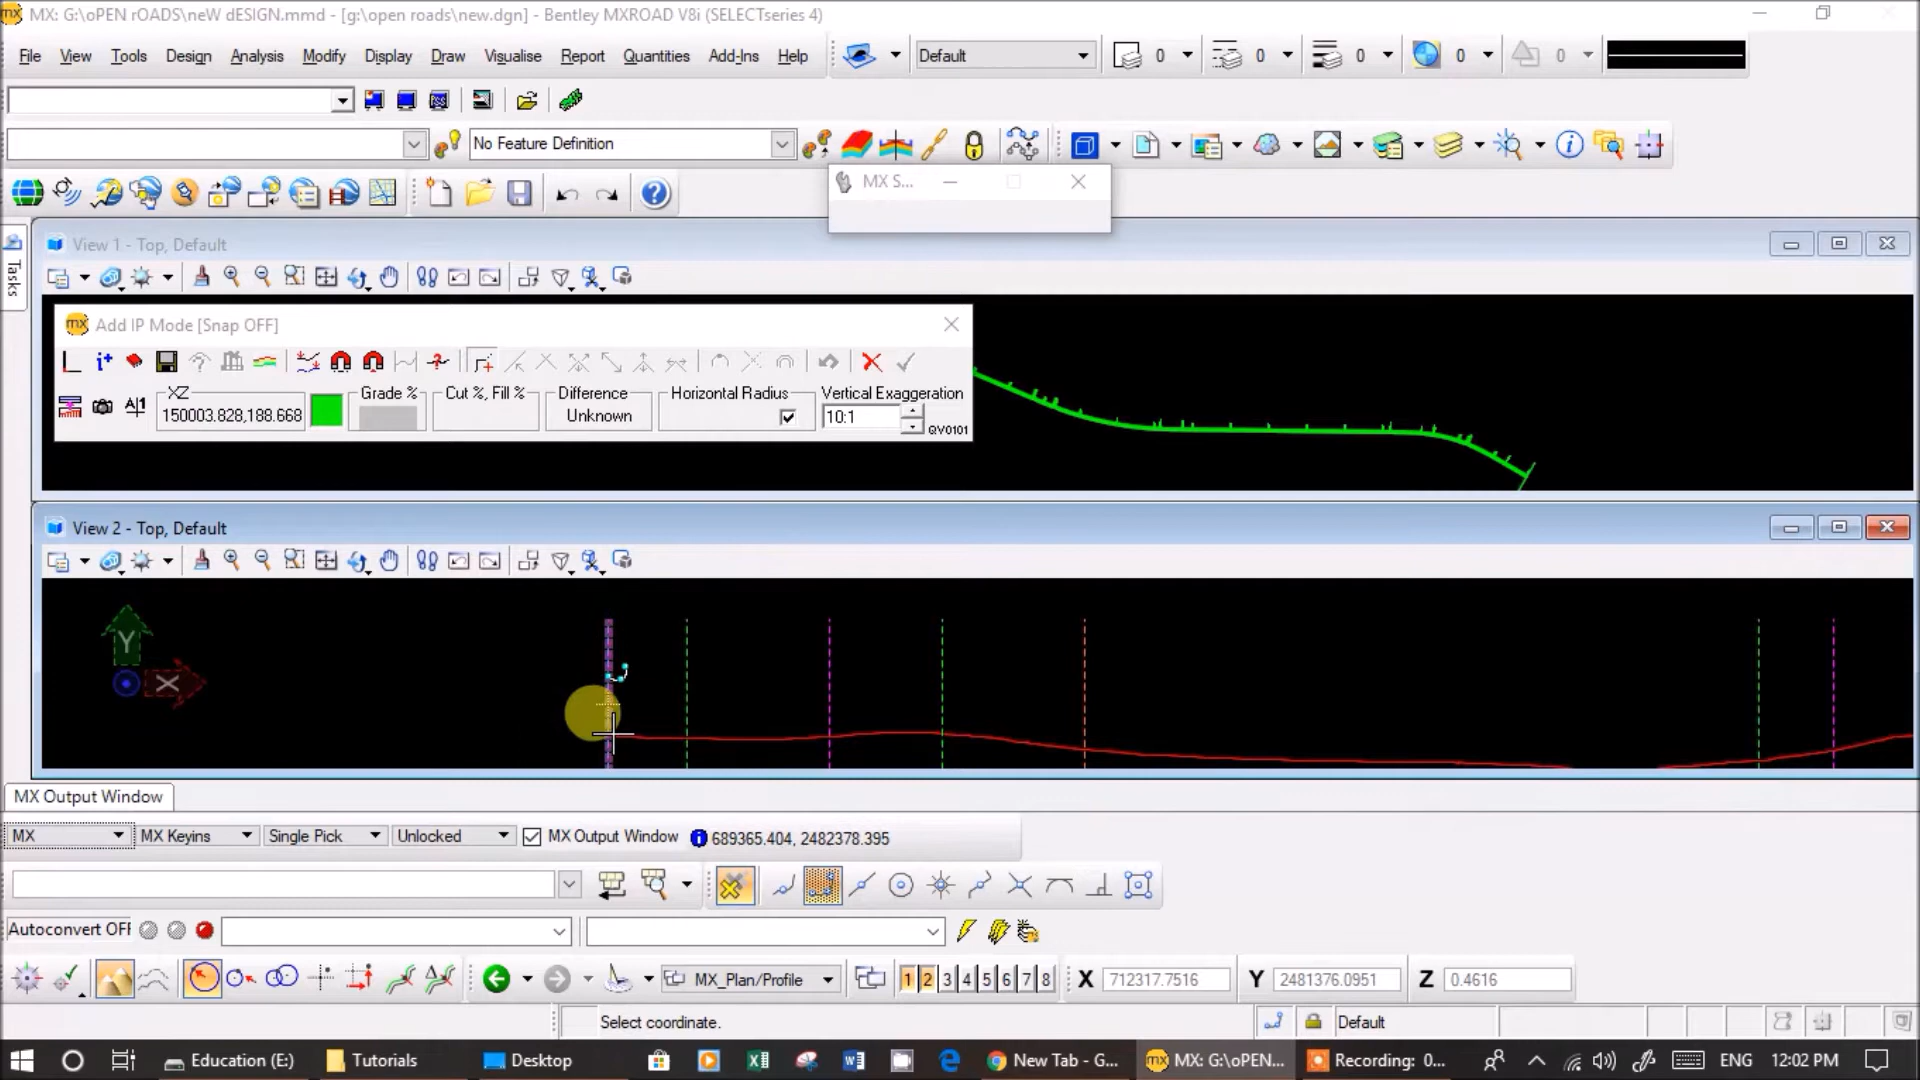 MX: G:\oPEN rOADS\neW dESIGN.mmd - [g:\open roads\new.dgn] - Bentley MXROAD V8i (SELECTseries 4)
File View Tools Design Analysis Modify Display Draw Visualise Report Quantities Add-Ins Help
Default 0 0 0 0 0
No Feature Definition
MX S...
Tasks
View 1 - Top, Default
Add IP Mode [Snap OFF]
XZ Grade % Cut %, Fill % Difference Horizontal Radius Vertical Exaggeration
150003.828,188.668 Unknown 10:1 QV0101
View 2 - Top, Default
Y
X
MX Output Window
MX MX Keyins Single Pick Unlocked MX Output Window 689365.404, 2482378.395
Autoconvert OFF
MX_Plan/Profile 1 2 3 4 5 6 7 8 X 712317.7516 Y 2481376.0951 Z 0.4616
Select coordinate. Default
Education (E:) Tutorials Desktop New Tab - G... MX: G:\oPEN... Recording: 0... ENG 12:02 PM